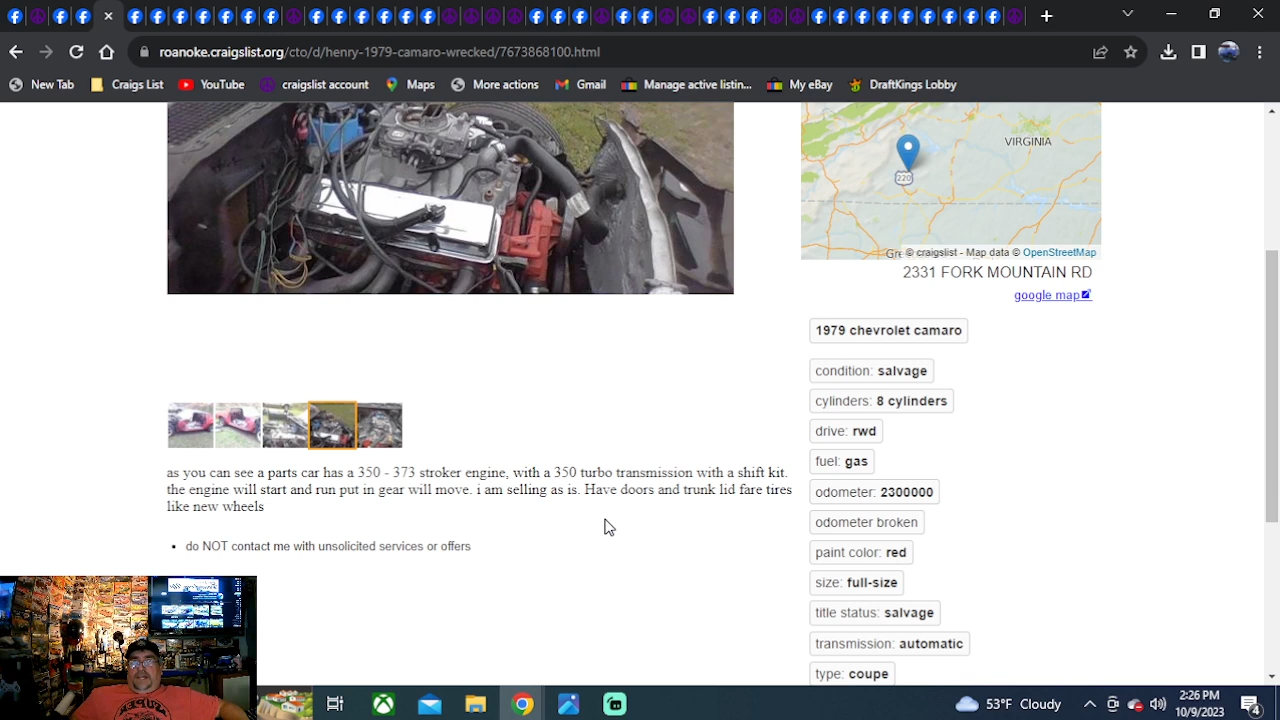 roanoke.craigslist.org/cto/d/henry-1979-camaro-wrecked/7673868100.html
New Tab
Craigs List
YouTube
craigslist account
Maps
More actions
Gmail
Manage active listin...
My eBay
DraftKings Lobby
VIRGINIA
220
Gre
© craigslist - Map data © OpenStreetMap
2331 FORK MOUNTAIN RD
google map
1979 chevrolet camaro
condition: salvage
cylinders: 8 cylinders
drive: rwd
fuel: gas
odometer: 2300000
odometer broken
paint color: red
size: full-size
title status: salvage
transmission: automatic
type: coupe
as you can see a parts car has a 350 - 373 stroker engine, with a 350 turbo transmission with a shift kit.
the engine will start and run put in gear will move. i am selling as is. Have doors and trunk lid fare tires
like new wheels
• do NOT contact me with unsolicited services or offers
53°F Cloudy
2:26 PM
10/9/2023
4